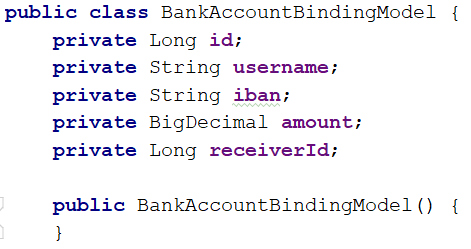 public class BankAccountBindingModel {
private Long id;
private String username;
private String iban;
private BigDecimal amount;
private Long receiverId;
public BankAccountBindingModel() {
}